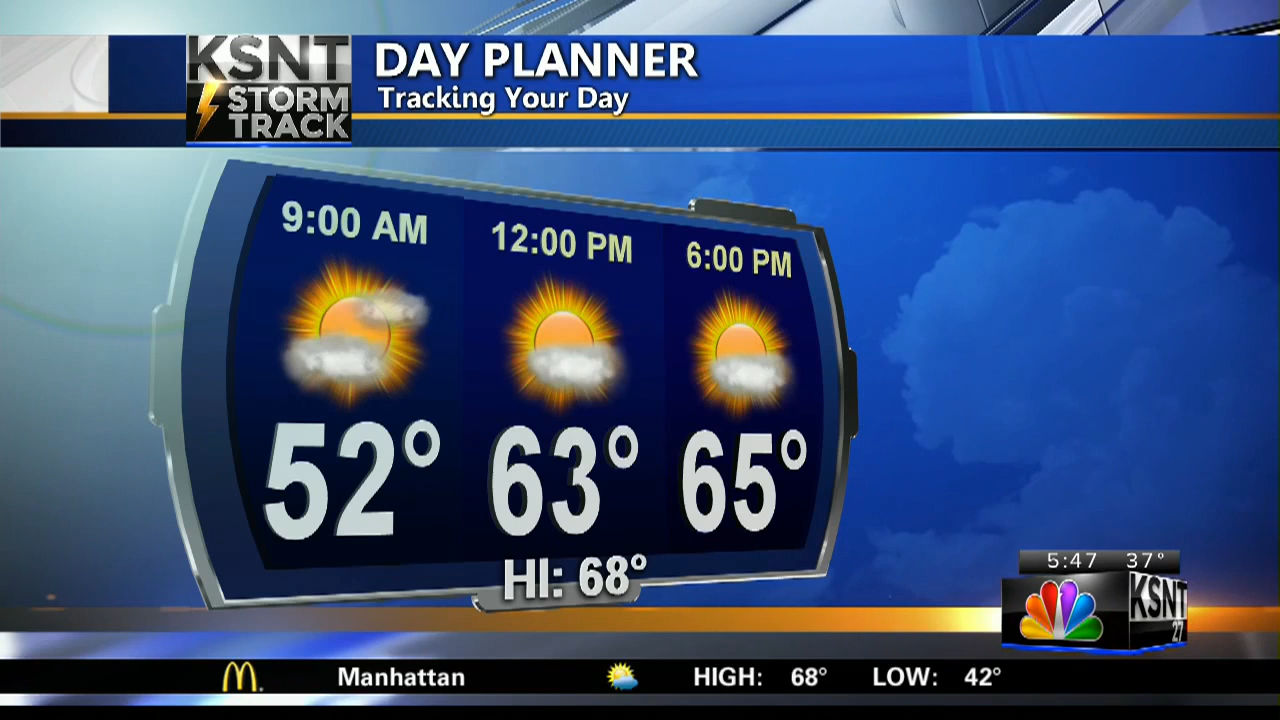 KSNT
STORM
TRACK
DAY PLANNER
Tracking Your Day
9:00 AM 12:00 PM 6:00 PM
52° 63° 65°
HI: 68°
5:47 37°
KSNT
27
Manhattan HIGH: 68° LOW: 42°